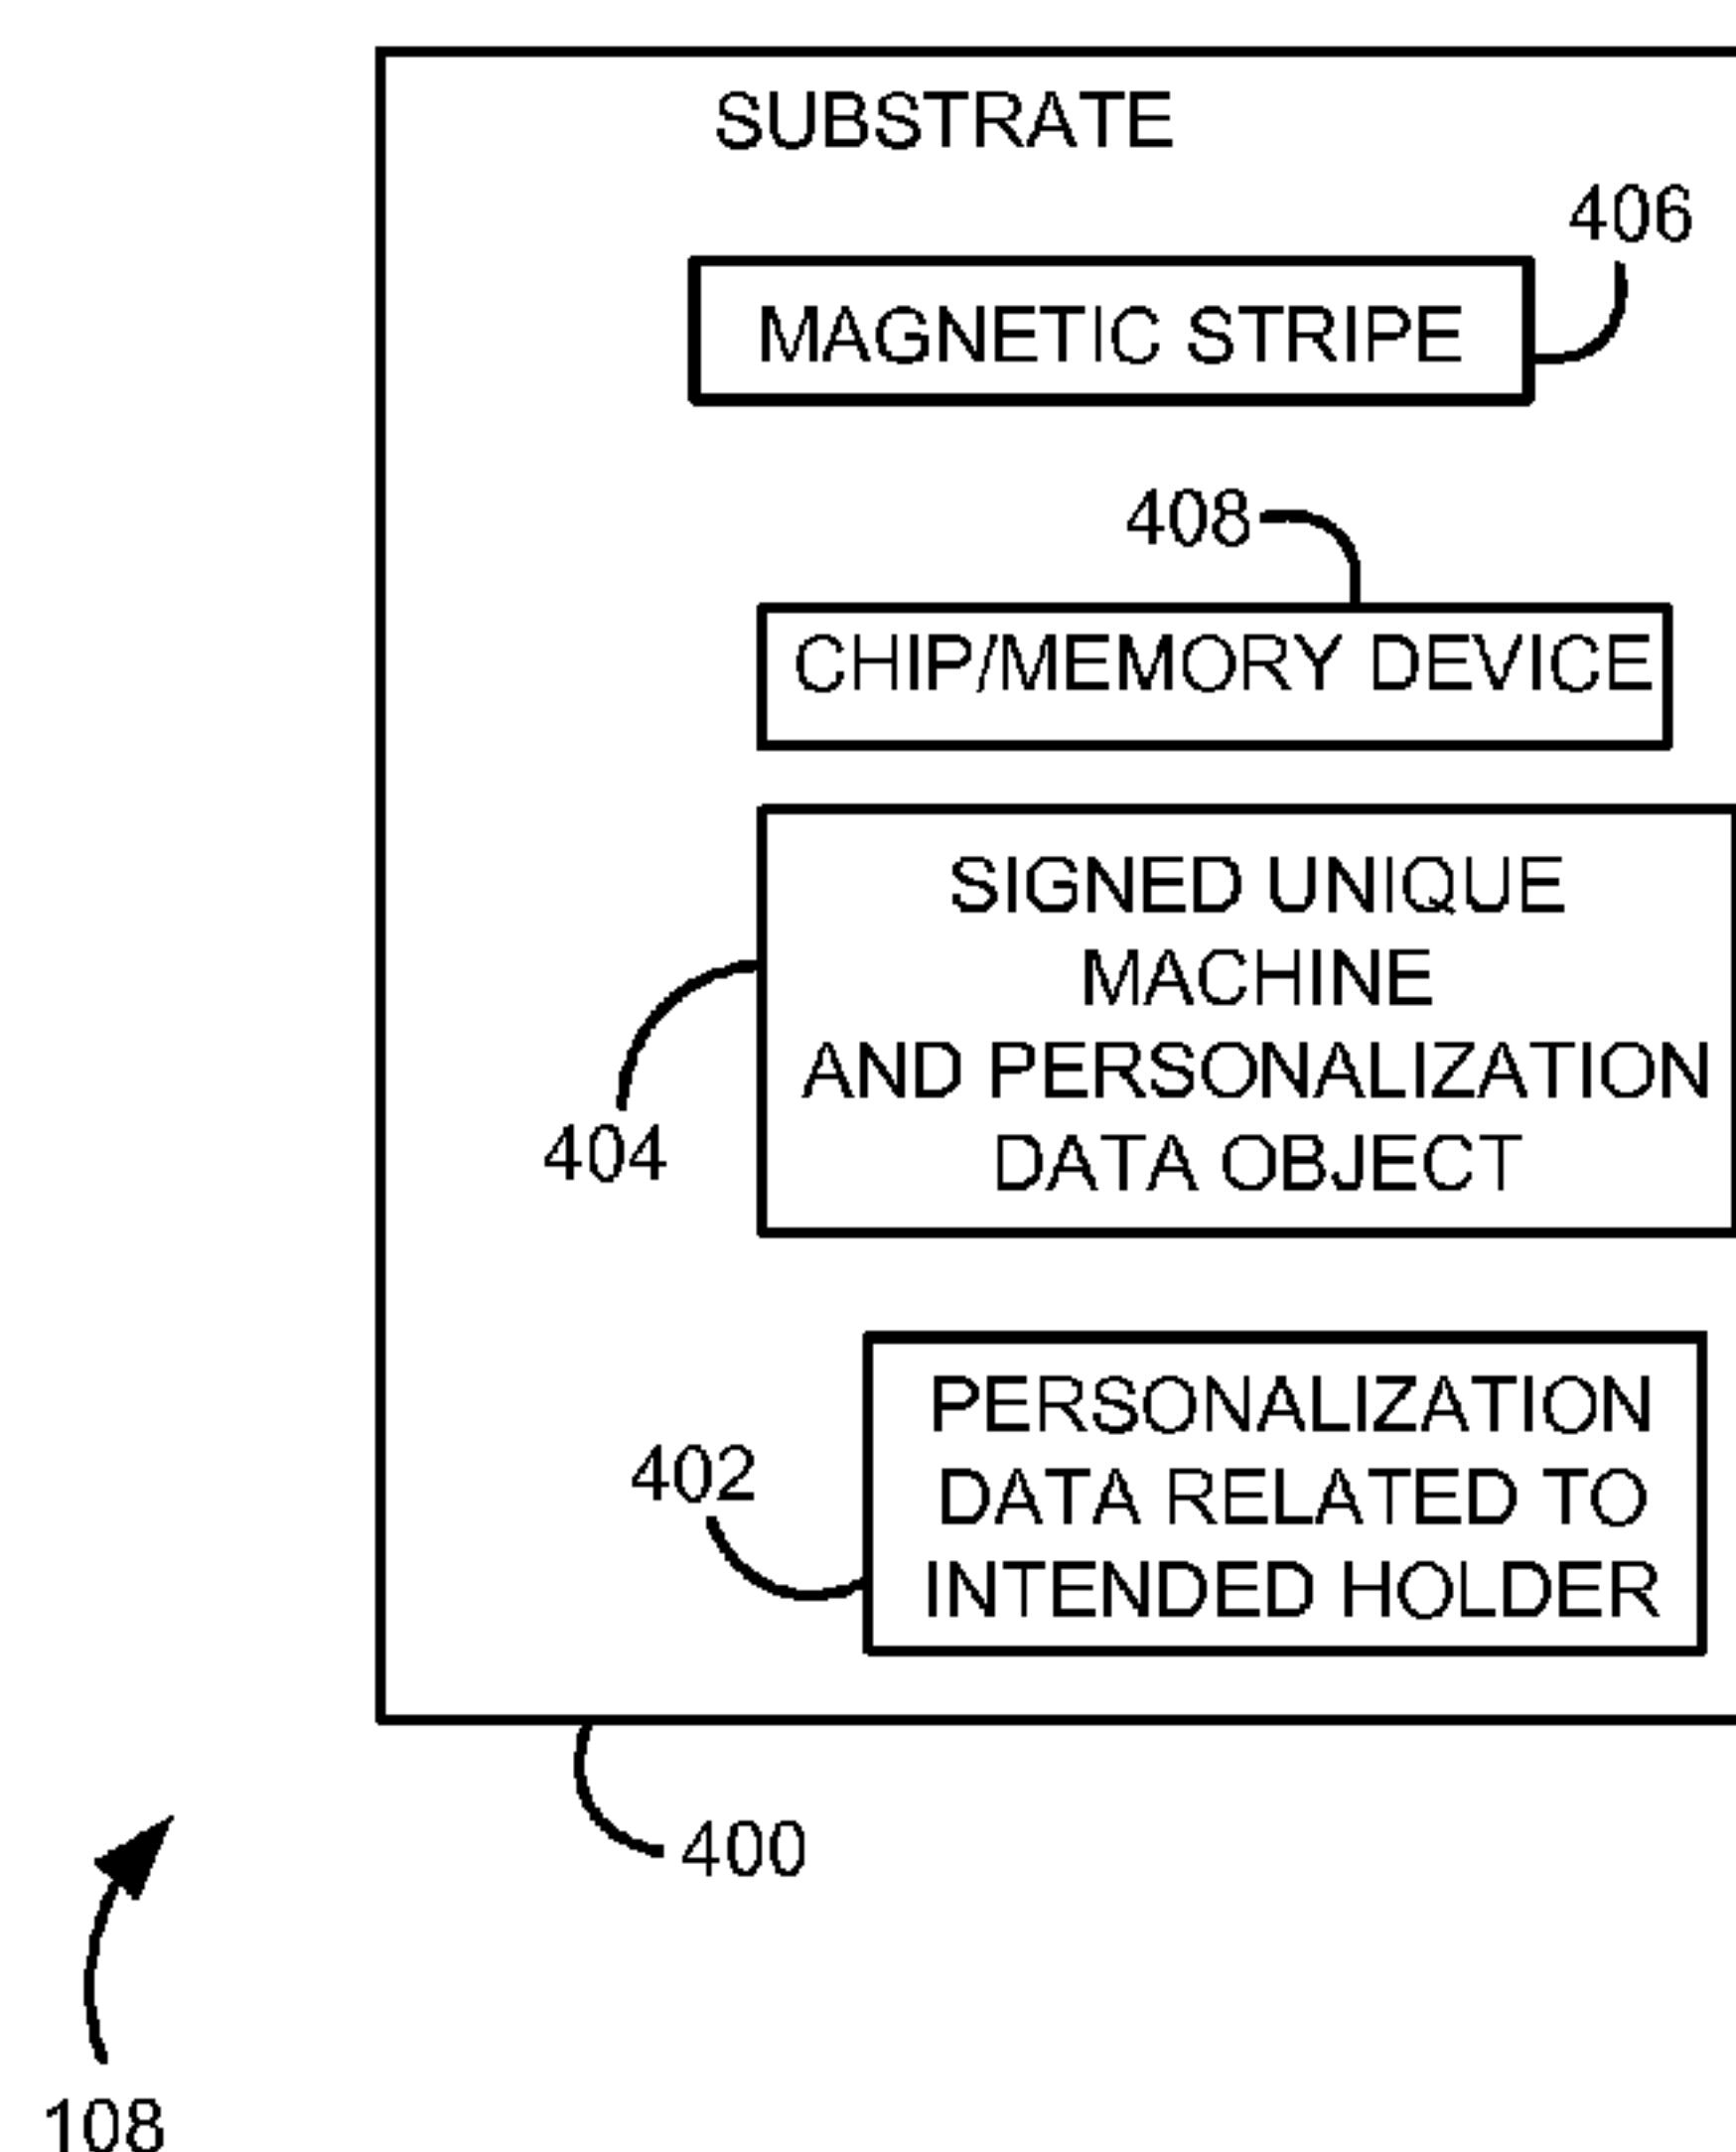 SUBSTRATE
406
MAGNETIC STRIPE
408
CHIP/MEMORY DEVICE
SIGNED UNIQUE
MACHINE
AND PERSONALIZATION
DATA OBJECT
404
PERSONALIZATION
DATA RELATED TO
INTENDED HOLDER
402
400
108